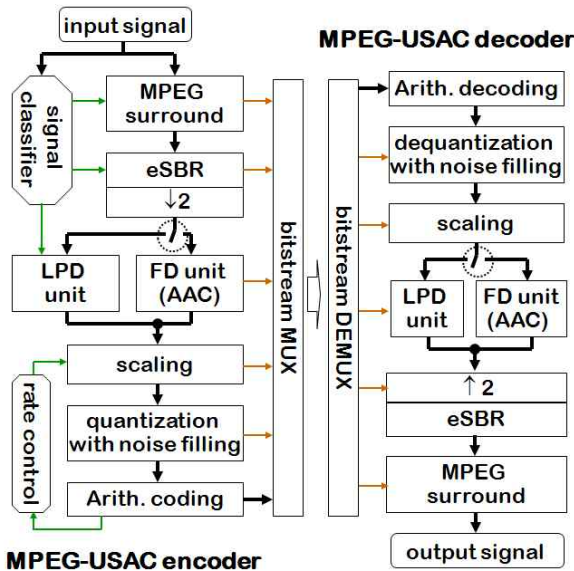 input signal
signal
classifier
MPEG
surround
eSBR
↓2
LPD
unit
FD unit
(AAC)
scaling
quantization
with noise filling
Arith. coding
rate control
MPEG-USAC encoder
bitstream MUX
bitstream DEMUX
MPEG-USAC decoder
Arith. decoding
dequantization
with noise filling
scaling
LPD
unit
FD unit
(AAC)
↑ 2
eSBR
MPEG
surround
output signal